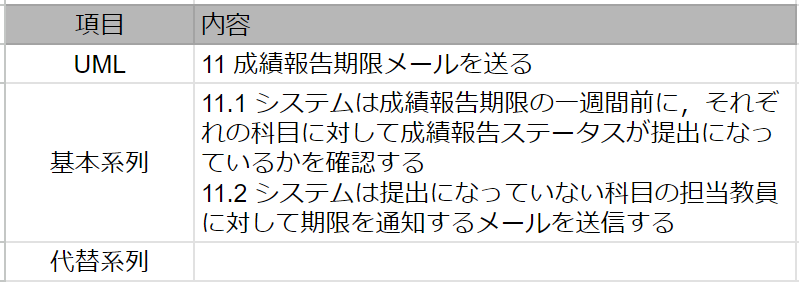 項目 内容
UML 11 成績報告期限メールを送る
11.1 システムは成績報告期限の一週間前に，それぞ
れの科目に対して成績報告ステータスが提出になっ
基本系列 ているかを確認する
11.2 システムは提出になっていない科目の担当教員
に対して期限を通知するメールを送信する
代替系列